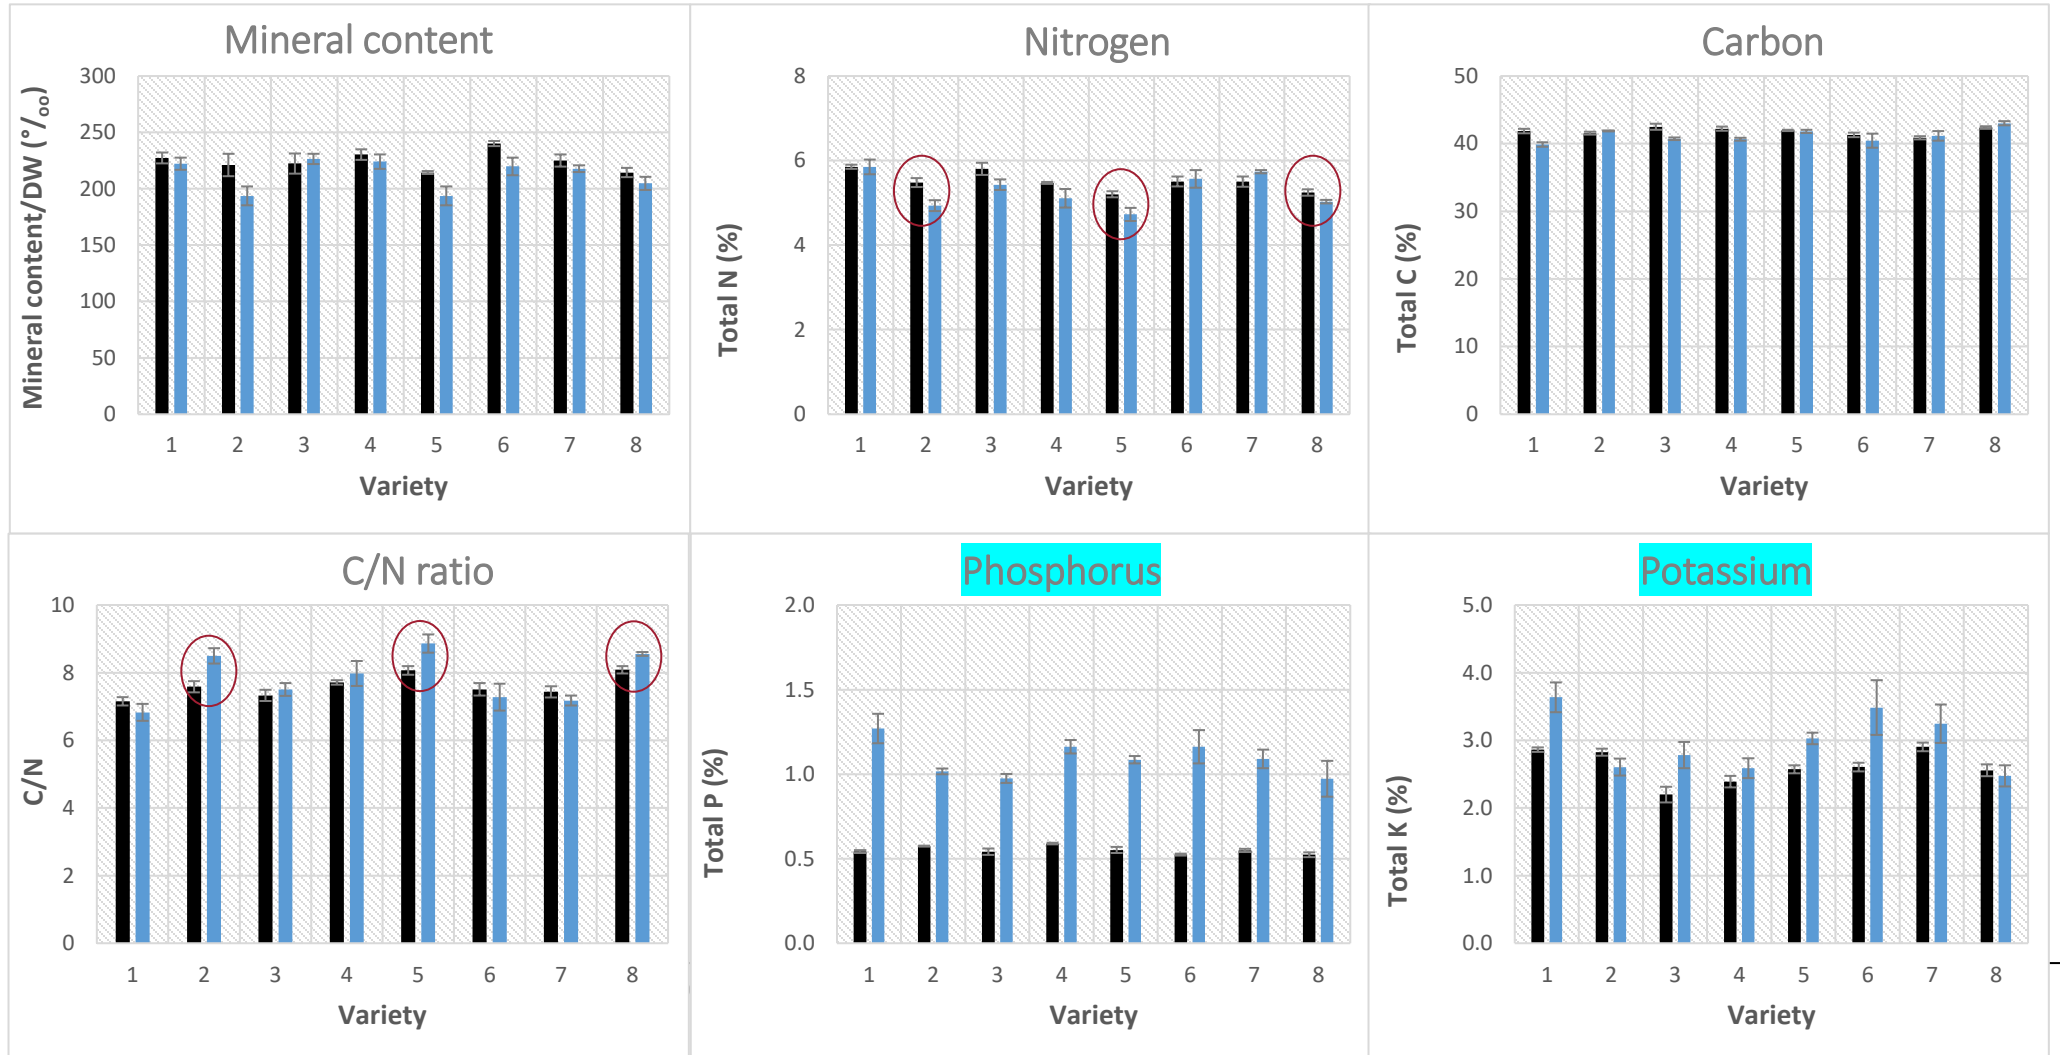 Mineral content
Mineral content/DW (°/₀₀)
300
250
200
150
100
50
0
1 2 3 4 5 6 7 8
Variety
Nitrogen
Total N (%)
8
6
4
2
0
1 2 3 4 5 6 7 8
Variety
Carbon
Total C (%)
50
40
30
20
10
0
1 2 3 4 5 6 7 8
Variety
C/N ratio
C/N
10
8
6
4
2
0
1 2 3 4 5 6 7 8
Variety
Phosphorus
Total P (%)
2.0
1.5
1.0
0.5
0.0
1 2 3 4 5 6 7 8
Variety
Potassium
Total K (%)
5.0
4.0
3.0
2.0
1.0
0.0
1 2 3 4 5 6 7 8
Variety